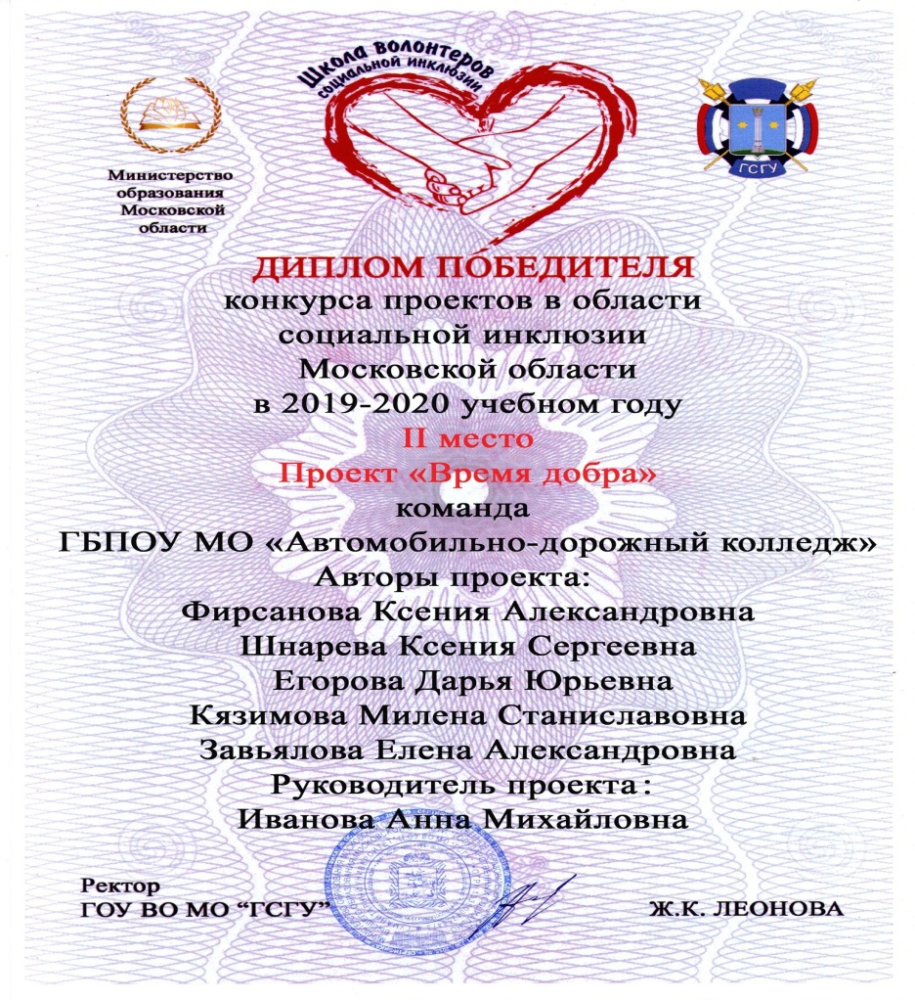 Школа волонтеров
социальной инклюзии
Министерство
образования
Московской
области
ГСГУ
ДИПЛОМ ПОБЕДИТЕЛЯ
конкурса проектов в области
социальной инклюзии
Московской области
в 2019-2020 учебном году
II место
Проект «Время добра»
команда
ГБПОУ МО «Автомобильно-дорожный колледж»
Авторы проекта:
Фирсанова Ксения Александровна
Шнарева Ксения Сергеевна
Егорова Дарья Юрьевна
Кязимова Милена Станиславовна
Завьялова Елена Александровна
Руководитель проекта:
Иванова Анна Михайловна
Ректор
ГОУ ВО МО “ГСГУ”
Ж.К. ЛЕОНОВА